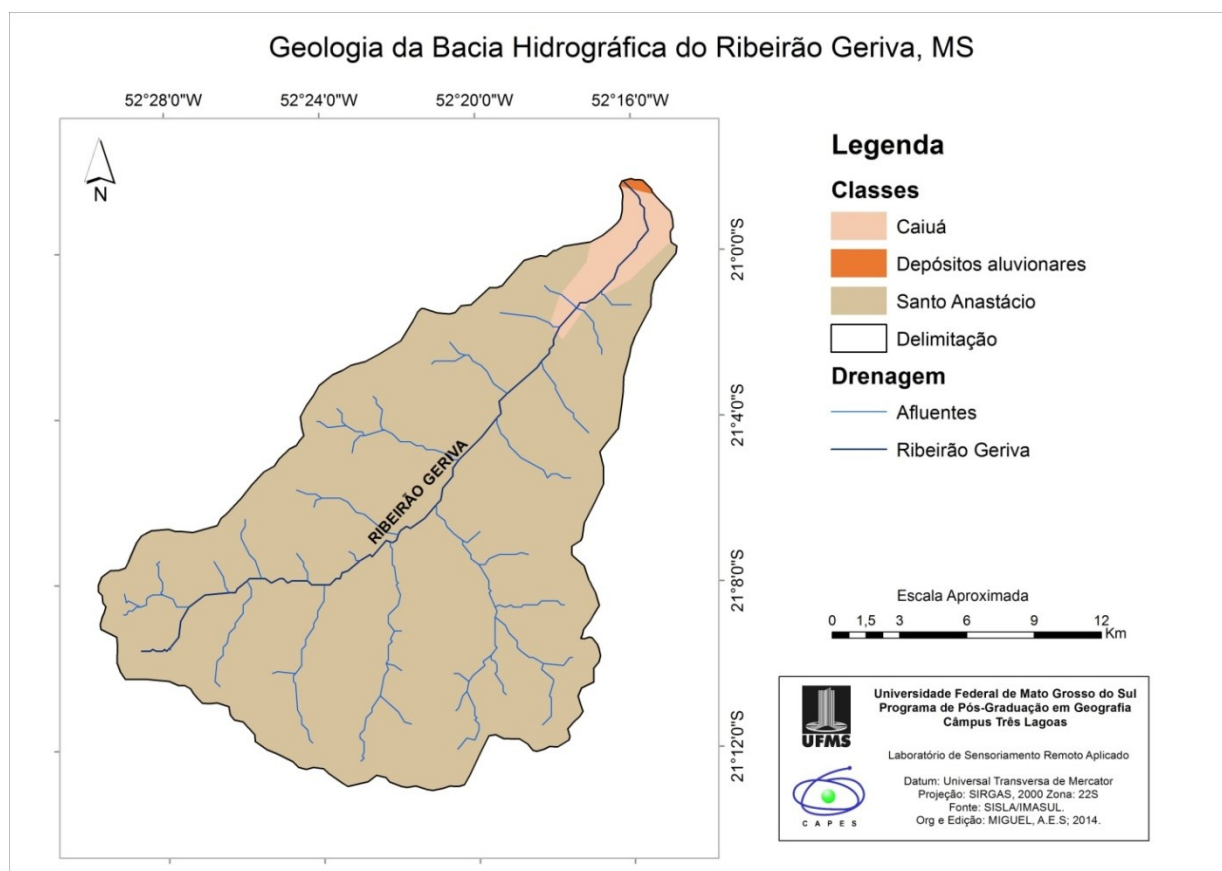 Geologia da Bacia Hidrográfica do Ribeirão Geriva, MS
52°28'0"W
52°24'0"W
52°20'0"W
52°16'0"W
N
21°0'0"S
21°4'0"S
21°8'0"S
21°12'0"S
RIBEIRÃO GERIVA
Legenda
Classes
Caiuá
Depósitos aluvionares
Santo Anastácio
Delimitação
Drenagem
Afluentes
Ribeirão Geriva
Escala Aproximada
0 1,5 3 6 9 12
Km
UFMS
CAPES
Universidade Federal de Mato Grosso do Sul
Programa de Pós-Graduação em Geografia
Câmpus Três Lagoas
Laboratório de Sensoriamento Remoto Aplicado
Datum: Universal Transversa de Mercator
Projeção: SIRGAS, 2000 Zona: 22S
Fonte: SISLA/IMASUL.
Org e Edição: MIGUEL, A.E.S; 2014.